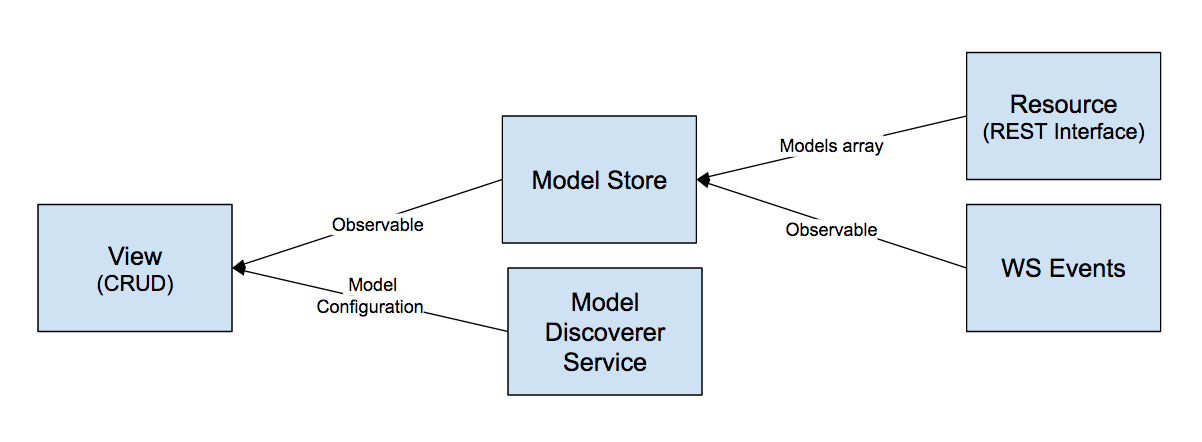 Resource
(REST Interface)
Models array
Model Store
Observable
Observable
WS Events
View
(CRUD)
Model
Configuration
Model
Discoverer
Service